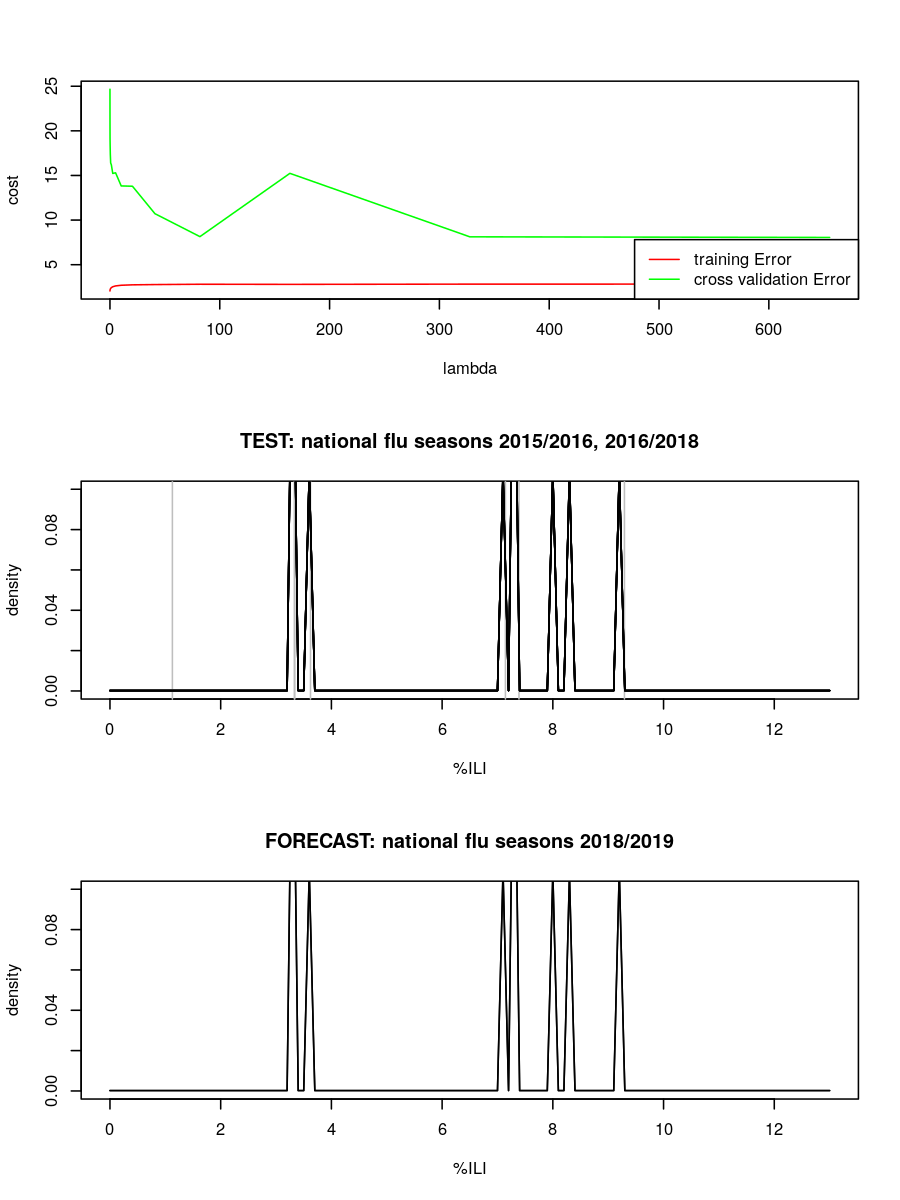 25
20
15
10
5
cost
training Error
cross validation Error
0 100 200 300 400 500 600
lambda
TEST: national flu seasons 2015/2016, 2016/2018
0.08
0.04
0.00
density
0 2 4 6 8 10 12
%ILI
FORECAST: national flu seasons 2018/2019
0.08
0.04
0.00
density
0 2 4 6 8 10 12
%ILI